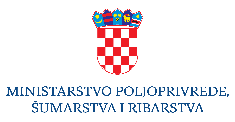 MINISTARSTVO POLJOPRIVREDE,
ŠUMARSTVA I RIBARSTVA